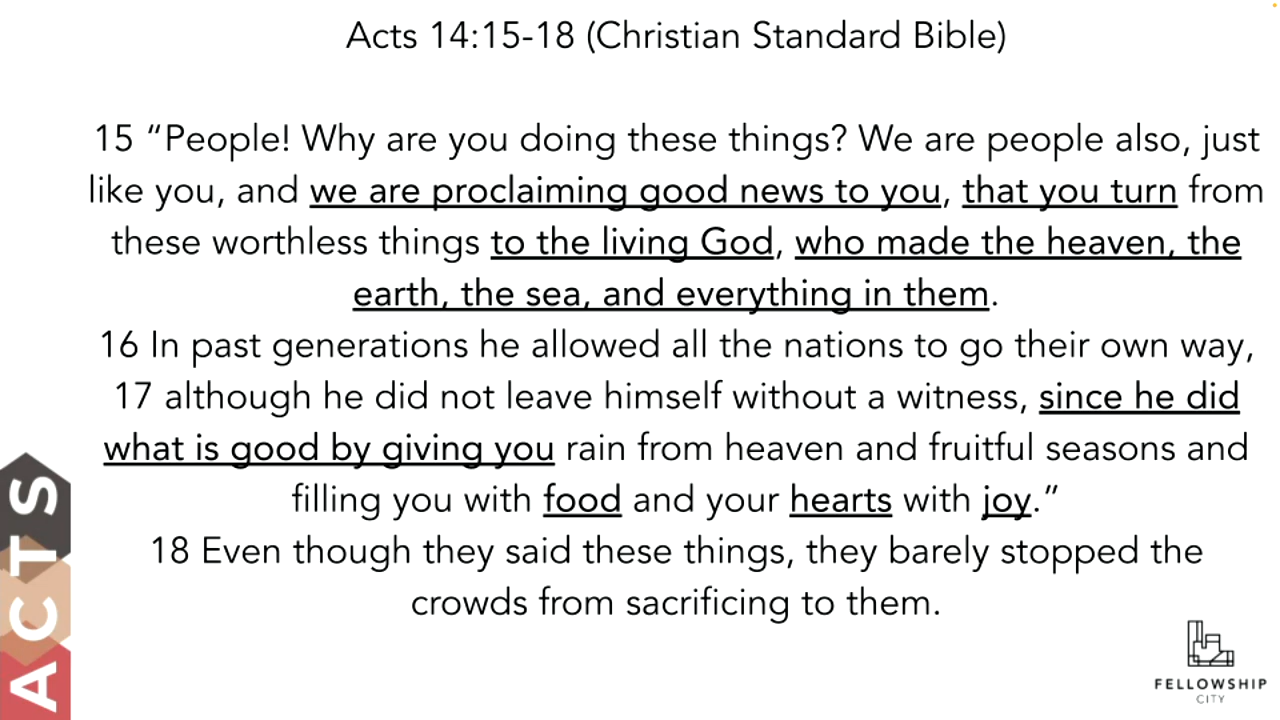 Acts 14:15-18 (Christian Standard Bible)
15 “People! Why are you doing these things? We are people also, just
like you, and we are proclaiming good news to you, that you turn from
these worthless things to the living God, who made the heaven, the
earth, the sea, and everything in them.
16 In past generations he allowed all the nations to go their own way,
17 although he did not leave himself without a witness, since he did
what is good by giving you rain from heaven and fruitful seasons and
filling you with food and your hearts with joy.”
18 Even though they said these things, they barely stopped the
crowds from sacrificing to them.
ACTS
FELLOWSHIP
CITY